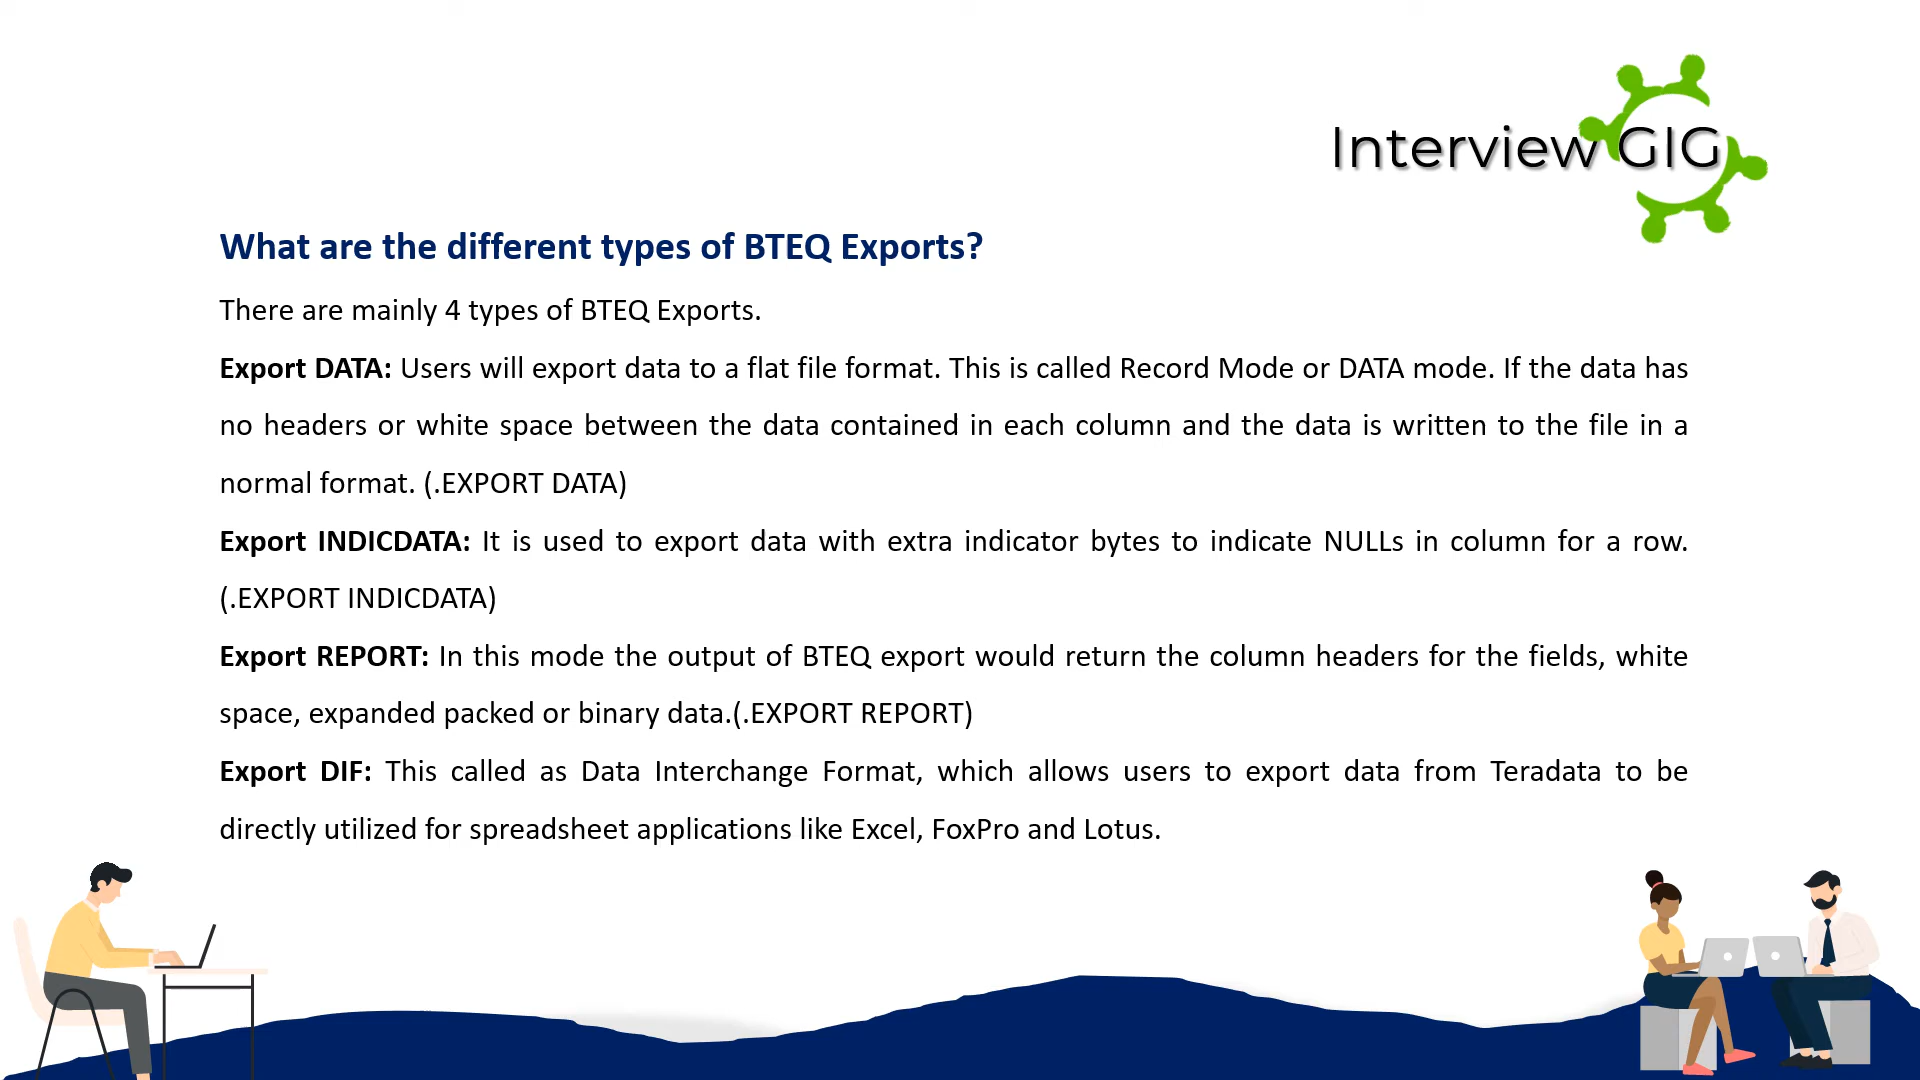 Interview GIG
What are the different types of BTEQ Exports?
There are mainly 4 types of BTEQ Exports.
Export DATA: Users will export data to a flat file format. This is called Record Mode or DATA mode. If the data has
no headers or white space between the data contained in each column and the data is written to the file in a
normal format. (.EXPORT DATA)
Export INDICDATA: It is used to export data with extra indicator bytes to indicate NULLs in column for a row.
(.EXPORT INDICDATA)
Export REPORT: In this mode the output of BTEQ export would return the column headers for the fields, white
space, expanded packed or binary data.(.EXPORT REPORT)
Export DIF: This called as Data Interchange Format, which allows users to export data from Teradata to be
directly utilized for spreadsheet applications like Excel, FoxPro and Lotus.